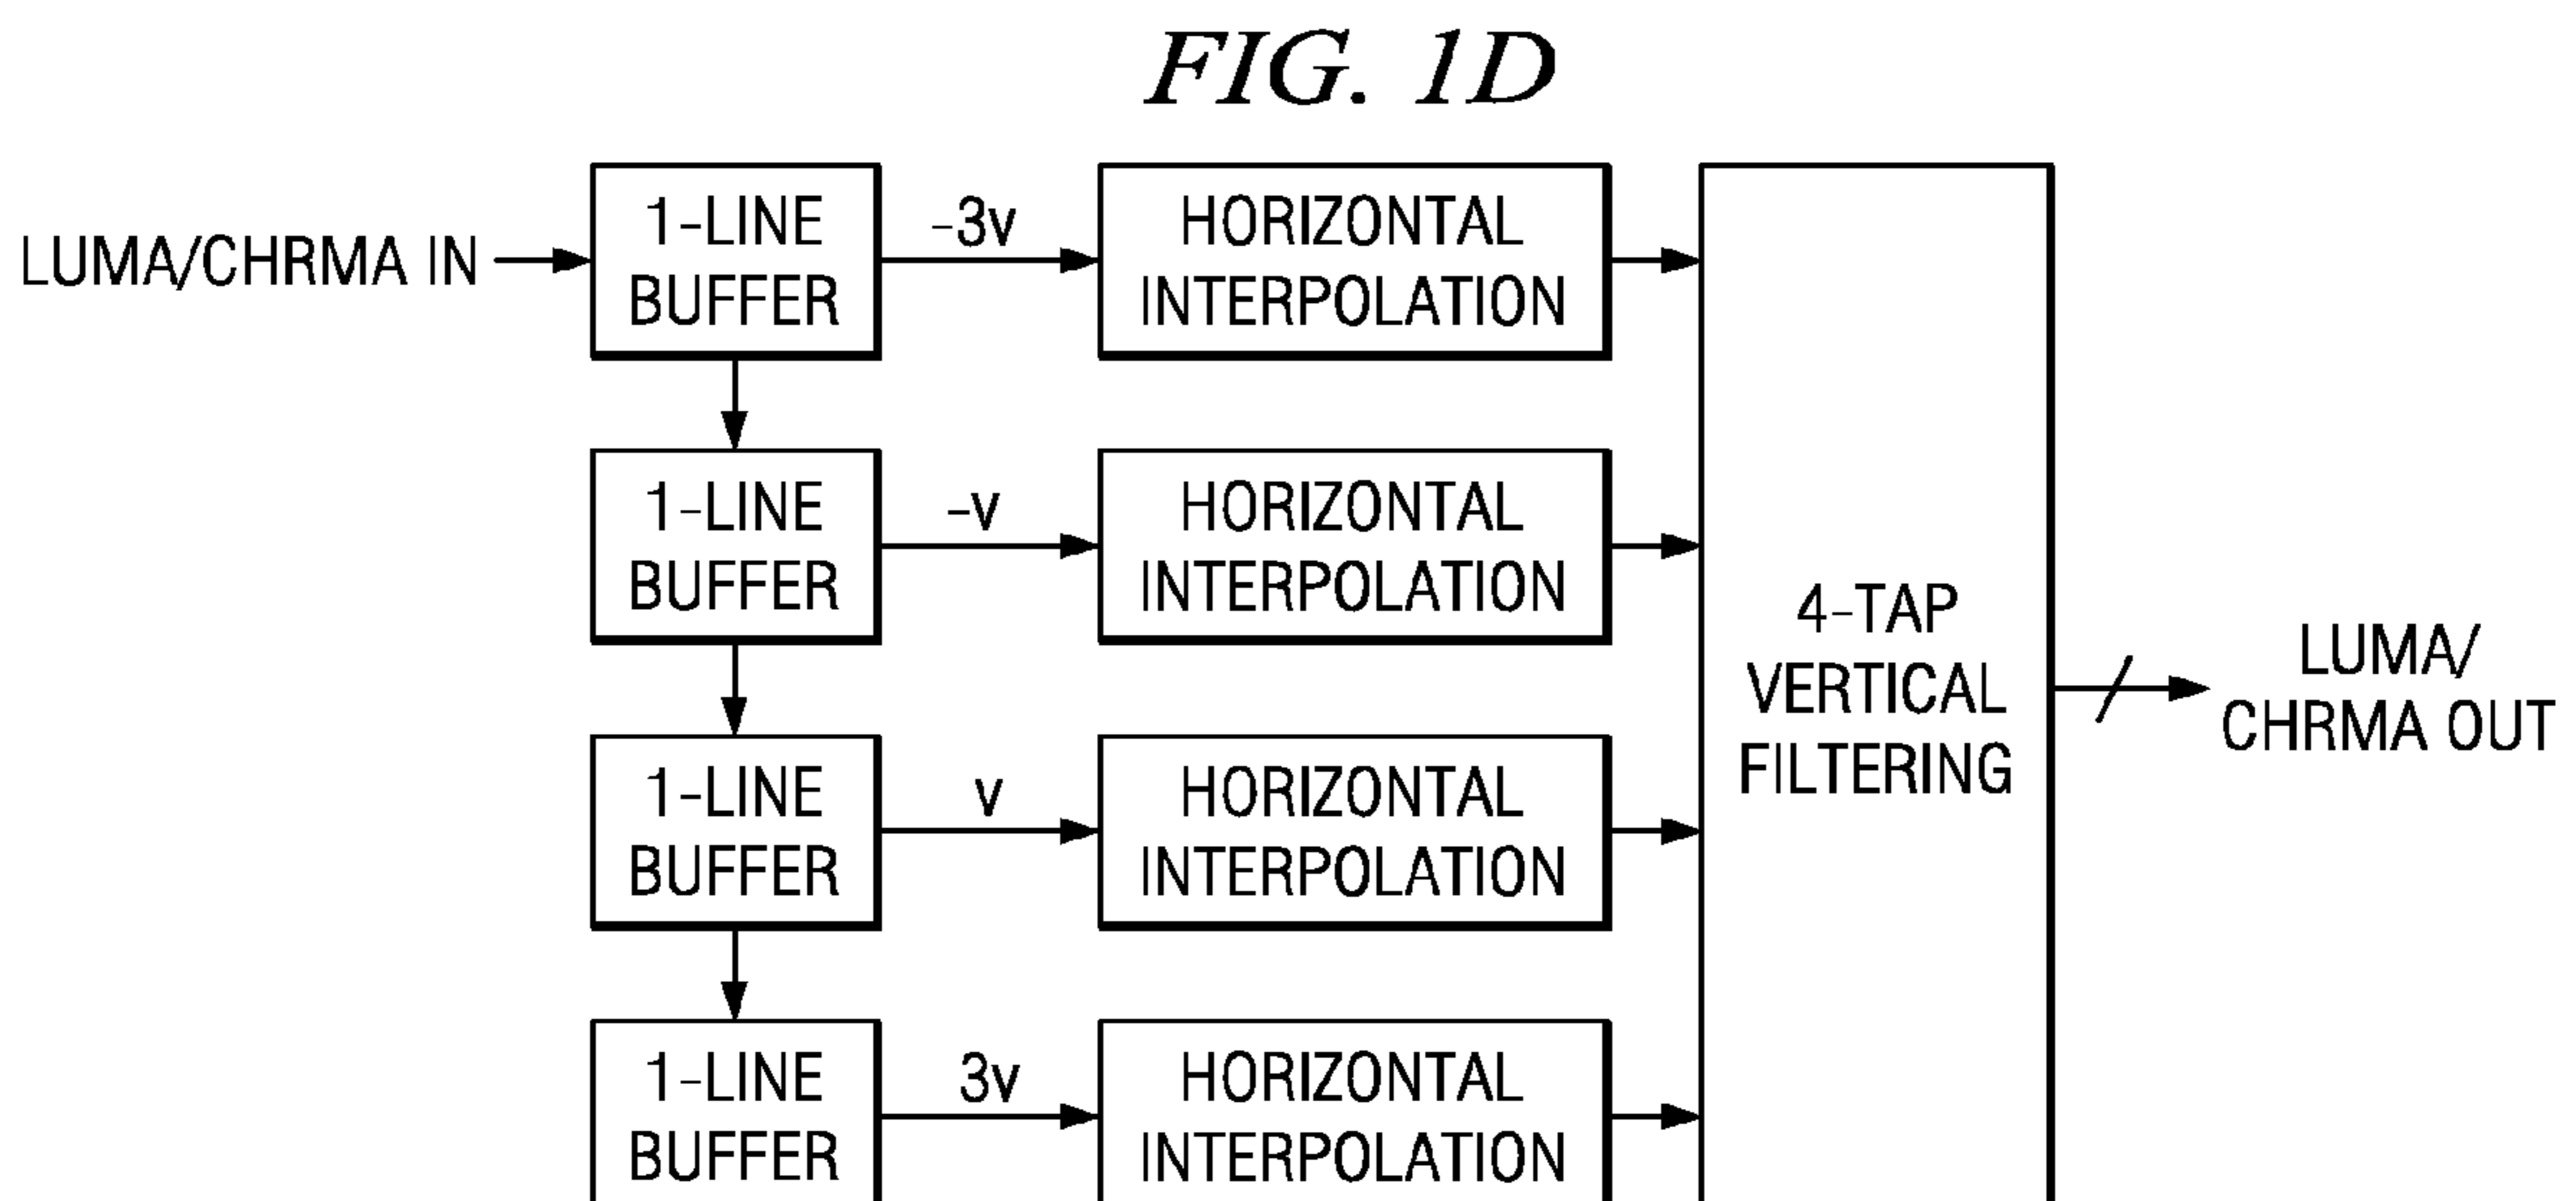 FIG. 1D
LUMA/CHRMA IN
1-LINE
BUFFER
-3v
HORIZONTAL
INTERPOLATION
1-LINE
BUFFER
-v
HORIZONTAL
INTERPOLATION
1-LINE
BUFFER
v
HORIZONTAL
INTERPOLATION
1-LINE
BUFFER
3v
HORIZONTAL
INTERPOLATION
4-TAP
VERTICAL
FILTERING
LUMA/
CHRMA OUT